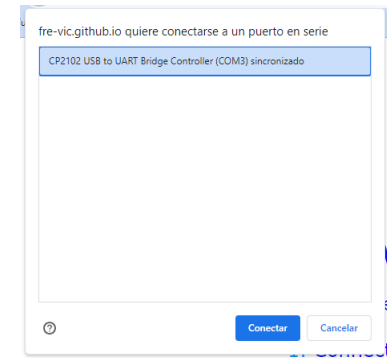 fre-vic.github.io quiere conectarse a un puerto en serie
CP2102 USB to UART Bridge Controller (COM3) sincronizado
Conectar
Cancelar